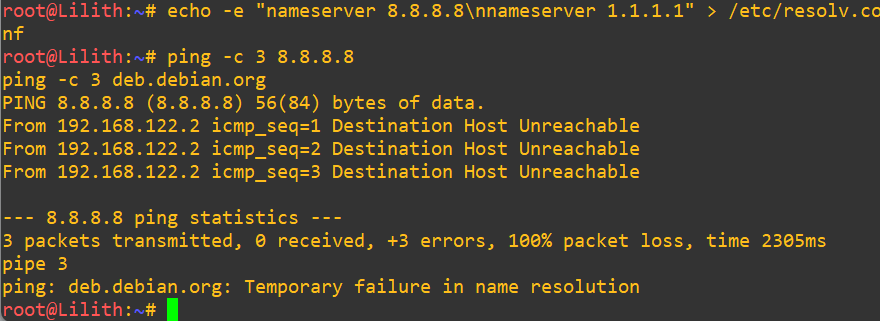 root@Lilith:~# echo -e "nameserver 8.8.8.8\nnameserver 1.1.1.1" > /etc/resolv.co
nf
root@Lilith:~# ping -c 3 8.8.8.8
ping -c 3 deb.debian.org
PING 8.8.8.8 (8.8.8.8) 56(84) bytes of data.
From 192.168.122.2 icmp_seq=1 Destination Host Unreachable
From 192.168.122.2 icmp_seq=2 Destination Host Unreachable
From 192.168.122.2 icmp_seq=3 Destination Host Unreachable

--- 8.8.8.8 ping statistics ---
3 packets transmitted, 0 received, +3 errors, 100% packet loss, time 2305ms
pipe 3
ping: deb.debian.org: Temporary failure in name resolution
root@Lilith:~#